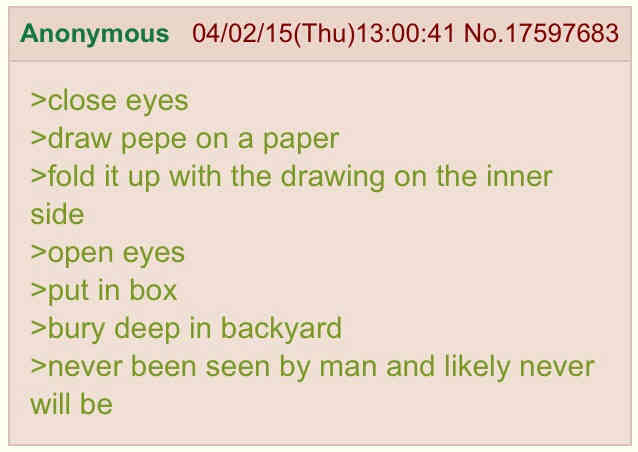 Anonymous 04/02/15(Thu)13:00:41 No.17597683
>close eyes
>draw pepe on a paper
>fold it up with the drawing on the inner
side
>open eyes
>put in box
>bury deep in backyard
>never been seen by man and likely never
will be